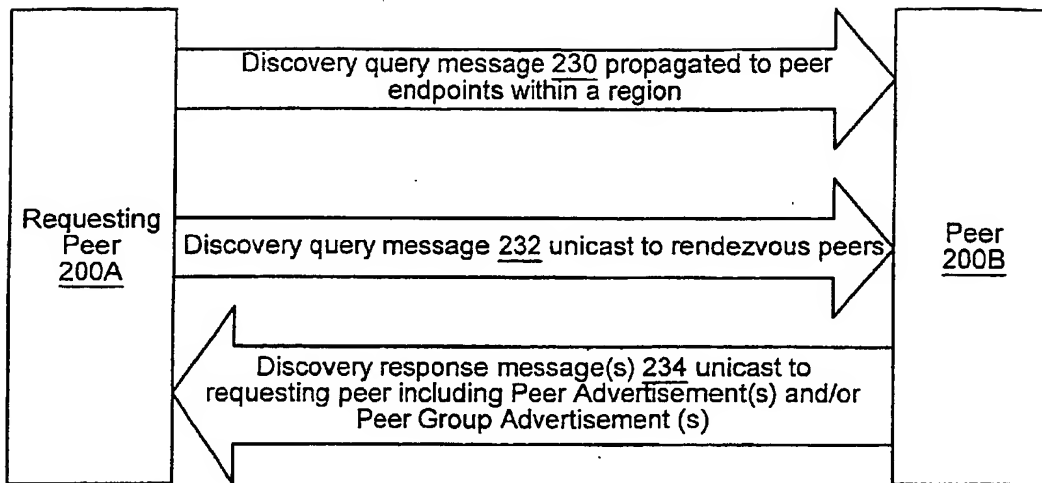 Discovery query message 230 propagated to peer
endpoints within a region
Requesting
Peer
200A
Discovery query message 232 unicast to rendezvous peers
Peer
200B
Discovery response message(s) 234 unicast to
requesting peer including Peer Advertisement(s) and/or
Peer Group Advertisement (s)